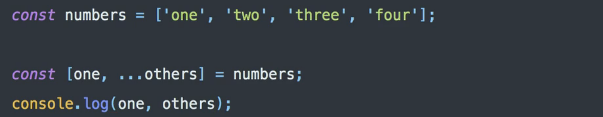 const numbers = ['one', 'two', 'three', 'four'];
const [one, ...others] = numbers;
console.log(one, others);